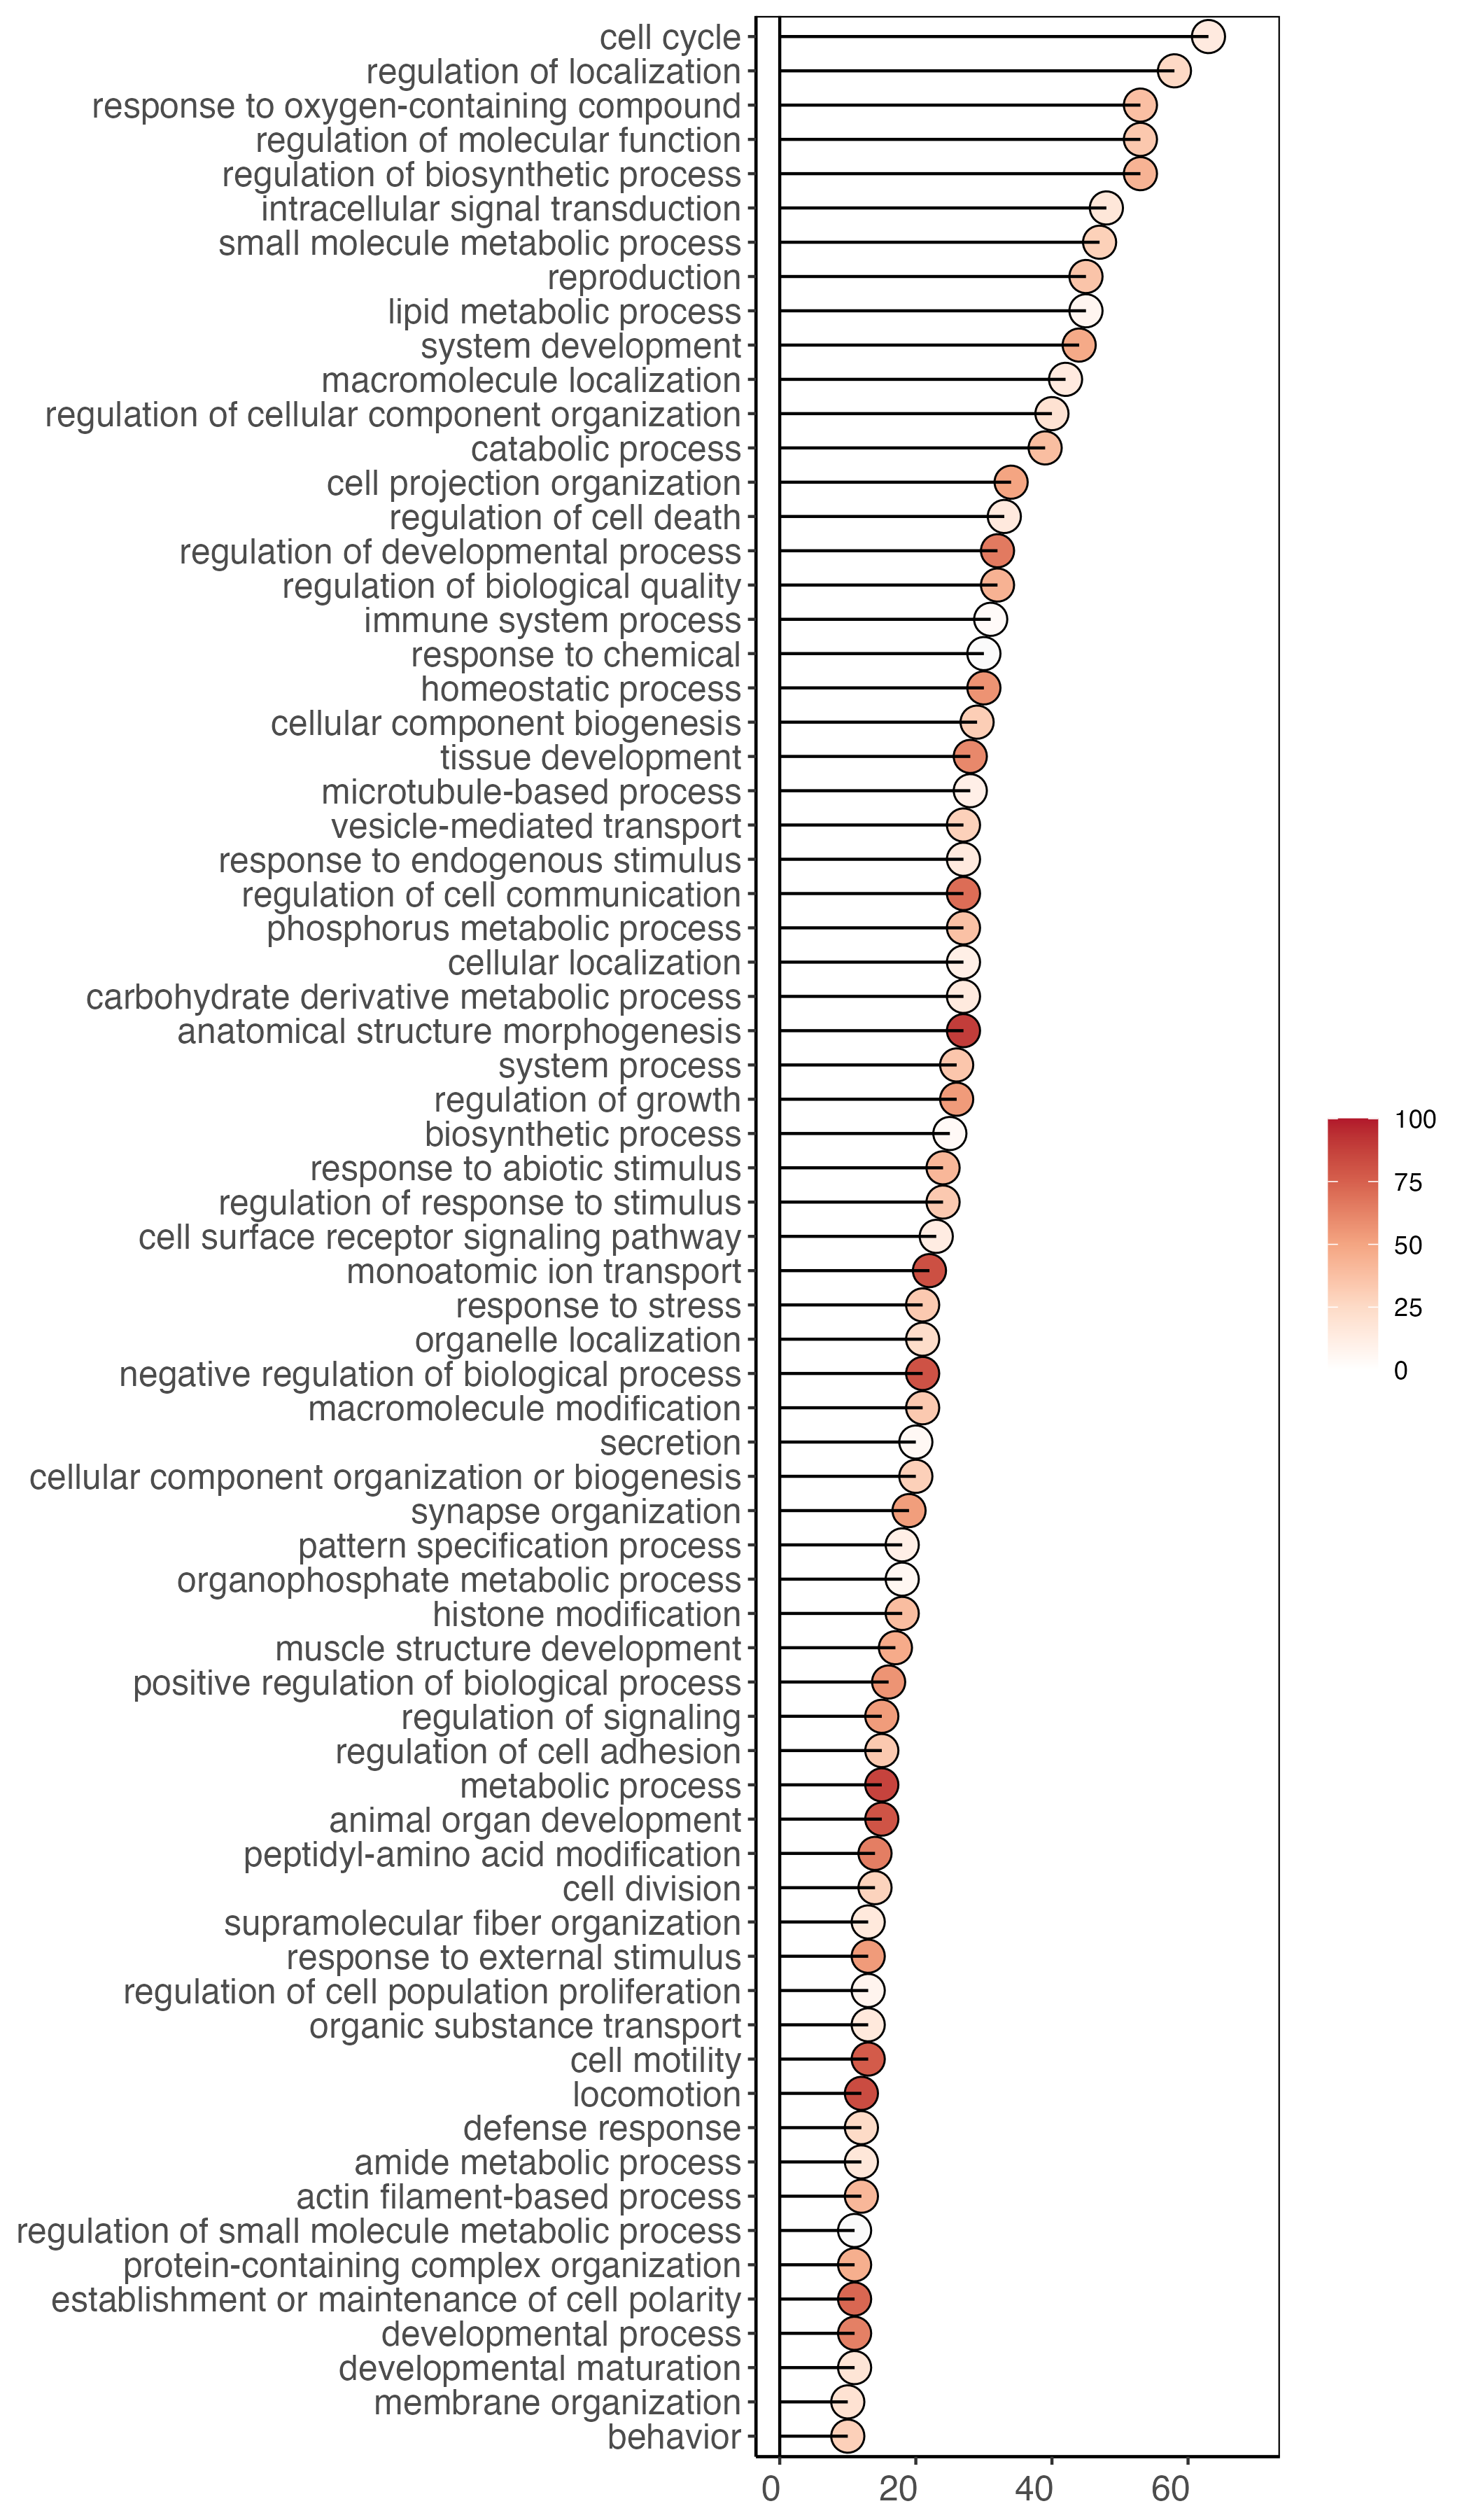 cell cycle
regulation of localization
response to oxygen-containing compound
regulation of molecular function
regulation of biosynthetic process
intracellular signal transduction
small molecule metabolic process
reproduction
lipid metabolic process
system development
macromolecule localization
regulation of cellular component organization
catabolic process
cell projection organization
regulation of cell death
regulation of developmental process
regulation of biological quality
immune system process
response to chemical
homeostatic process
cellular component biogenesis
tissue development
microtubule-based process
vesicle-mediated transport
response to endogenous stimulus
regulation of cell communication
phosphorus metabolic process
cellular localization
carbohydrate derivative metabolic process
anatomical structure morphogenesis
system process
regulation of growth
biosynthetic process
response to abiotic stimulus
regulation of response to stimulus
cell surface receptor signaling pathway
monoatomic ion transport
response to stress
organelle localization
negative regulation of biological process
macromolecule modification
secretion
cellular component organization or biogenesis
synapse organization
pattern specification process
organophosphate metabolic process
histone modification
muscle structure development
positive regulation of biological process
regulation of signaling
regulation of cell adhesion
metabolic process
animal organ development
peptidyl-amino acid modification
cell division
supramolecular fiber organization
response to external stimulus
regulation of cell population proliferation
organic substance transport
cell motility
locomotion
defense response
amide metabolic process
actin filament-based process
regulation of small molecule metabolic process
protein-containing complex organization
establishment or maintenance of cell polarity
developmental process
developmental maturation
membrane organization
behavior
0 20 40 60
100
75
50
25
0